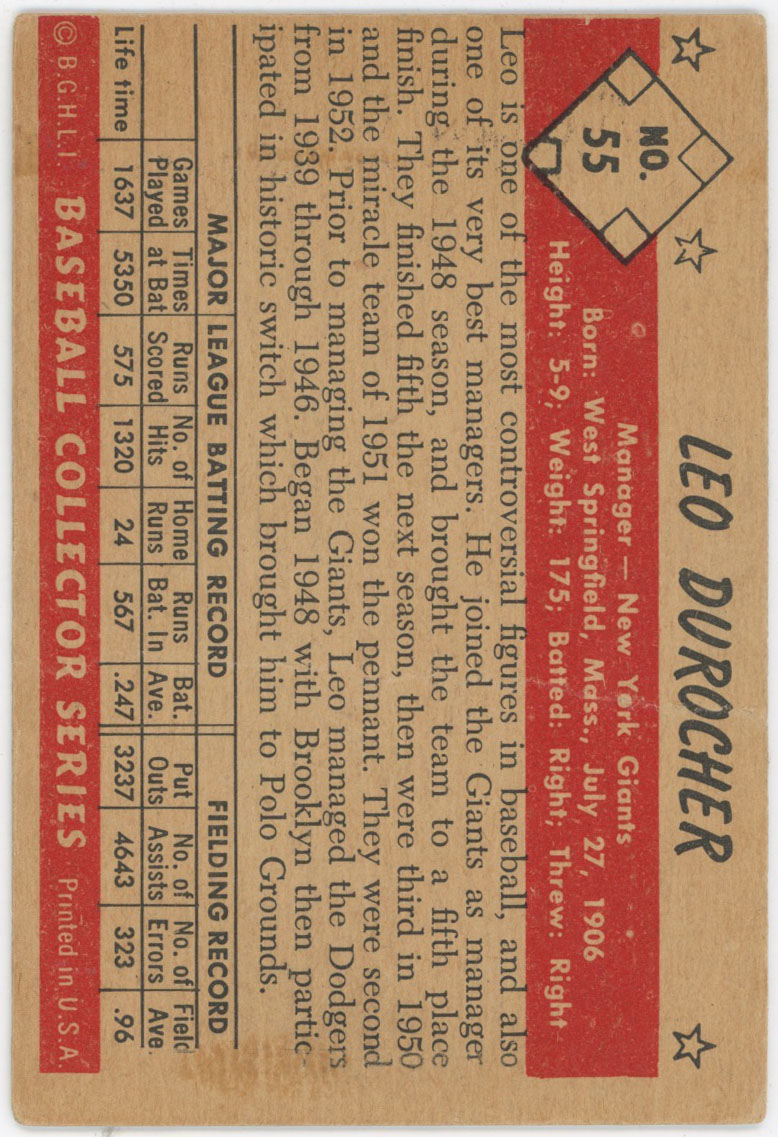 NO.
55
LEO DUROCHER
Manager — New York Giants
Born: West Springfield, Mass., July 27, 1906
Height: 5-9; Weight: 175; Batted: Right; Threw: Right
Leo is one of the most controversial figures in baseball, and also
one of its very best managers. He joined the Giants as manager
during the 1948 season, and brought the team to a fifth place
finish. They finished fifth the next season, then were third in 1950
and the miracle team of 1951 won the pennant. They were second
in 1952. Prior to managing the Giants, Leo managed the Dodgers
from 1939 through 1946. Began 1948 with Brooklyn then partic-
ipated in historic switch which brought him to Polo Grounds.
MAJOR LEAGUE BATTING RECORD FIELDING RECORD
Games Times Runs No. of Home Runs Bat. Put No. of No. of Field
Played at Bat Scored Hits Runs Bat. In Ave. Outs Assists Errors Ave.
Life time 1637 5350 575 1320 24 567 .247 3237 4643 323 .96
© B.G.H.L.I. BASEBALL COLLECTOR SERIES Printed in U.S.A.